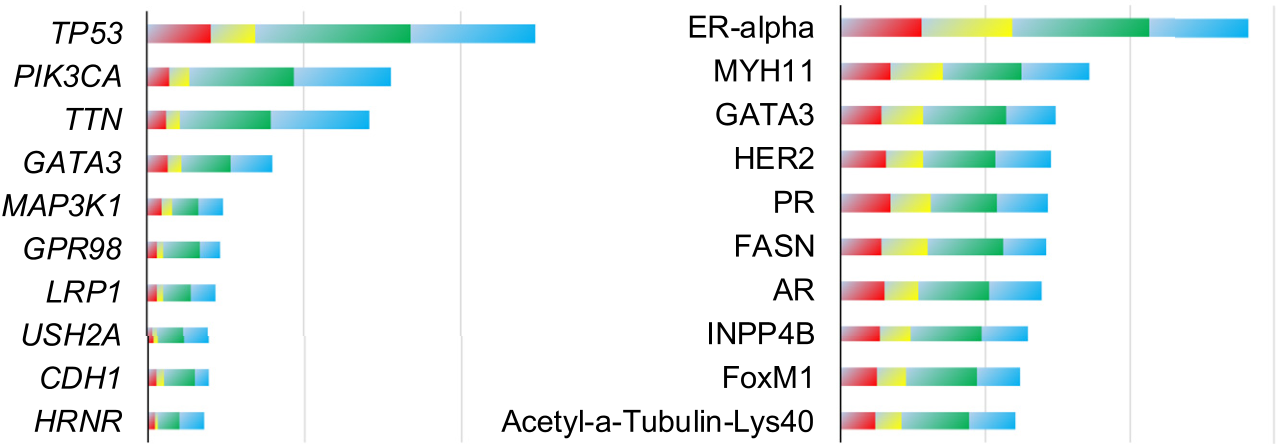 TP53
PIK3CA
TTN
GATA3
MAP3K1
GPR98
LRP1
USH2A
CDH1
HRNR
ER-alpha
MYH11
GATA3
HER2
PR
FASN
AR
INPP4B
FoxM1
Acetyl-a-Tubulin-Lys40